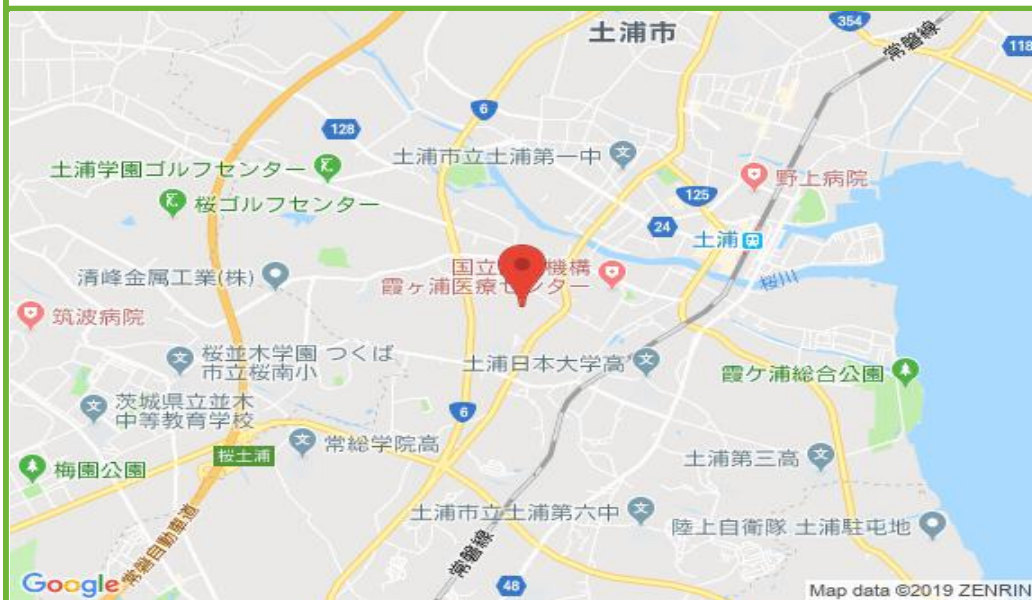 土浦市
354
常磐線
118
6
128
土浦市立土浦第一中
土浦学園ゴルフセンター
野上病院
125
桜ゴルフセンター
24
土浦
国立 機構
霞ヶ浦医療センター
清峰金属工業(株)
桜川
筑波病院
桜並木学園 つくば
市立桜南小
土浦日本大学高
霞ケ浦総合公園
茨城県立並木
中等教育学校
6
常総学院高
桜土浦
土浦第三高
梅園公園
土浦市立土浦第六中
陸上自衛隊 土浦駐屯地
常磐自動車道
常磐線
48
Google
Map data ©2019 ZENRIN